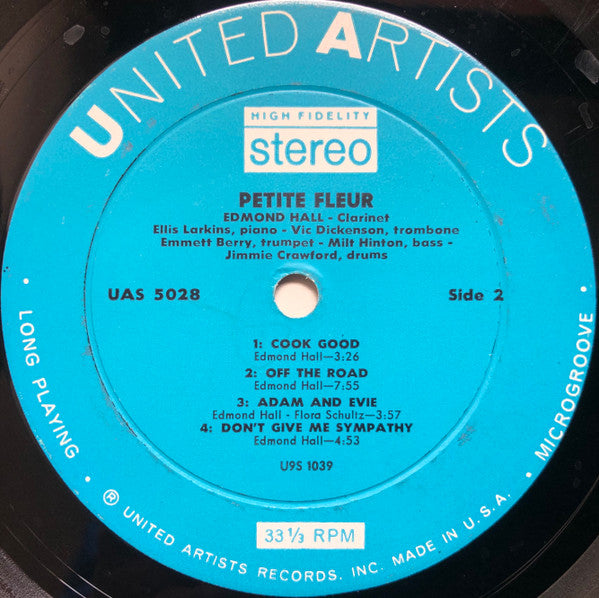 UNITED ARTISTS
HIGH FIDELITY
stereo
PETITE FLEUR
EDMOND HALL - Clarinet
Ellis Larkins, piano - Vic Dickenson, trombone
Emmett Berry, trumpet - Milt Hinton, bass -
Jimmie Crawford, drums
UAS 5028
Side 2
1: COOK GOOD
Edmond Hall—3:26
2: OFF THE ROAD
Edmond Hall—7:55
3: ADAM AND EVIE
Edmond Hall - Flora Schultz—3:57
4: DON'T GIVE ME SYMPATHY
Edmond Hall—4:53
U9S 1039
33⅓ RPM
• LONG PLAYING • ® UNITED ARTISTS RECORDS, INC. MADE IN U.S.A. • MICROGROOVE •